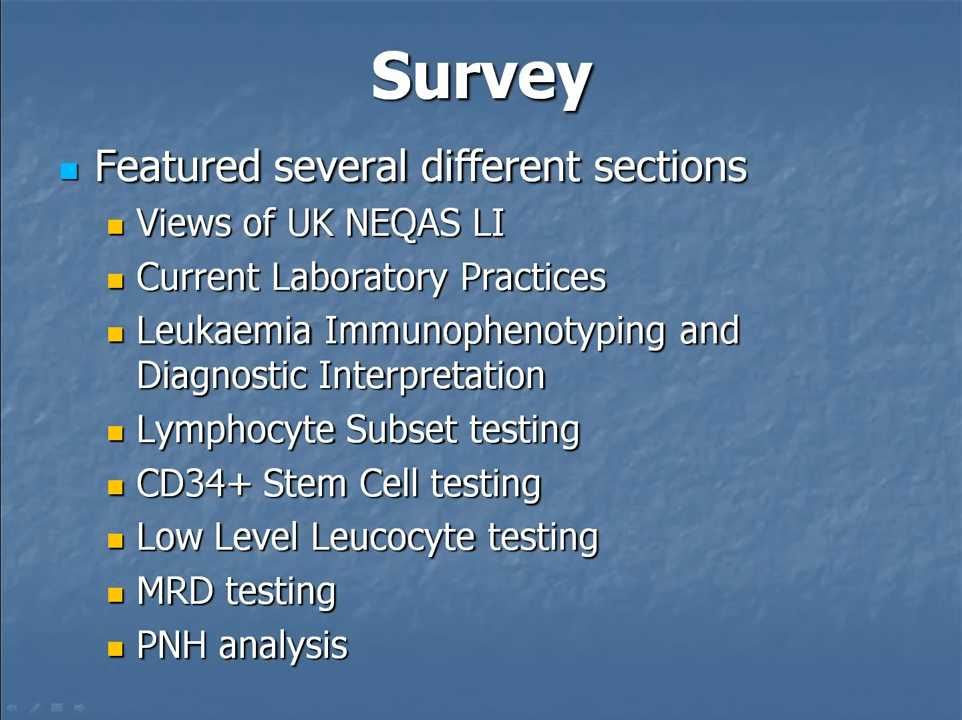 Survey
Featured several different sections
Views of UK NEQAS LI
Current Laboratory Practices
Leukaemia Immunophenotyping and
Diagnostic Interpretation
Lymphocyte Subset testing
CD34+ Stem Cell testing
Low Level Leucocyte testing
MRD testing
PNH analysis